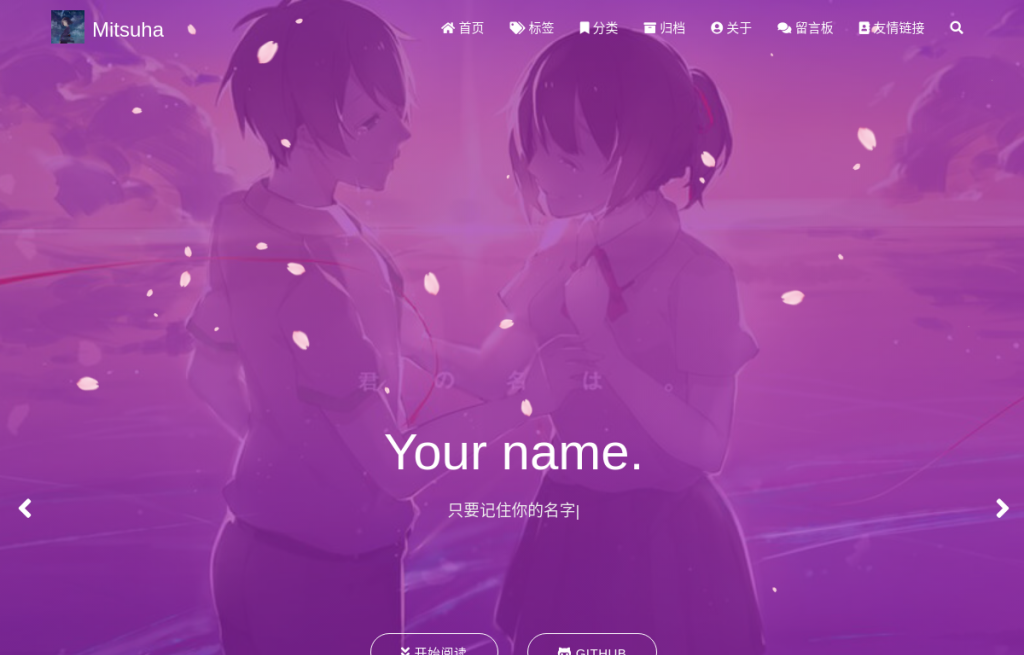 Mitsuha
首页 标签 分类 归档 关于 留言板 友情链接
君の名は。
Your name.
只要记住你的名字|
开始阅读 GITHUB